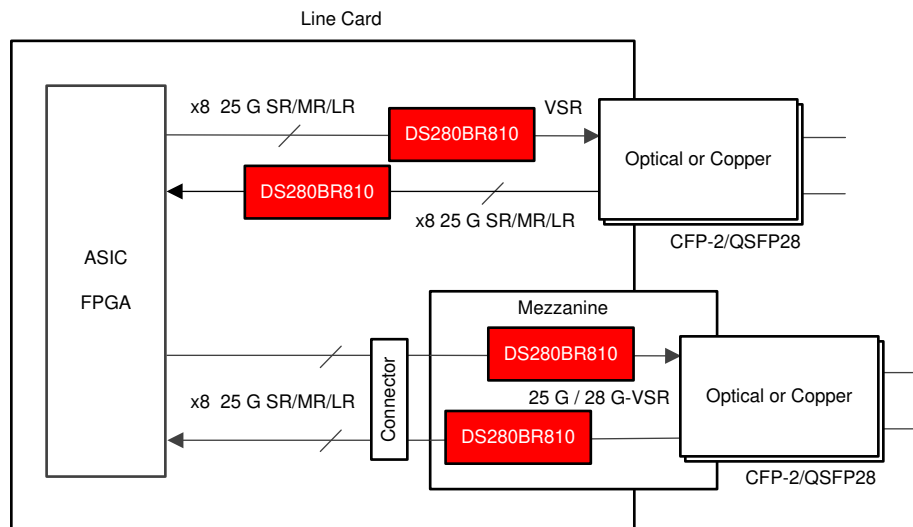 Line Card
x8 25 G SR/MR/LR
DS280BR810
VSR
Optical or Copper
DS280BR810
x8 25 G SR/MR/LR
CFP-2/QSFP28
ASIC
FPGA
Mezzanine
DS280BR810
Connector
x8 25 G SR/MR/LR
25 G / 28 G-VSR
Optical or Copper
DS280BR810
CFP-2/QSFP28